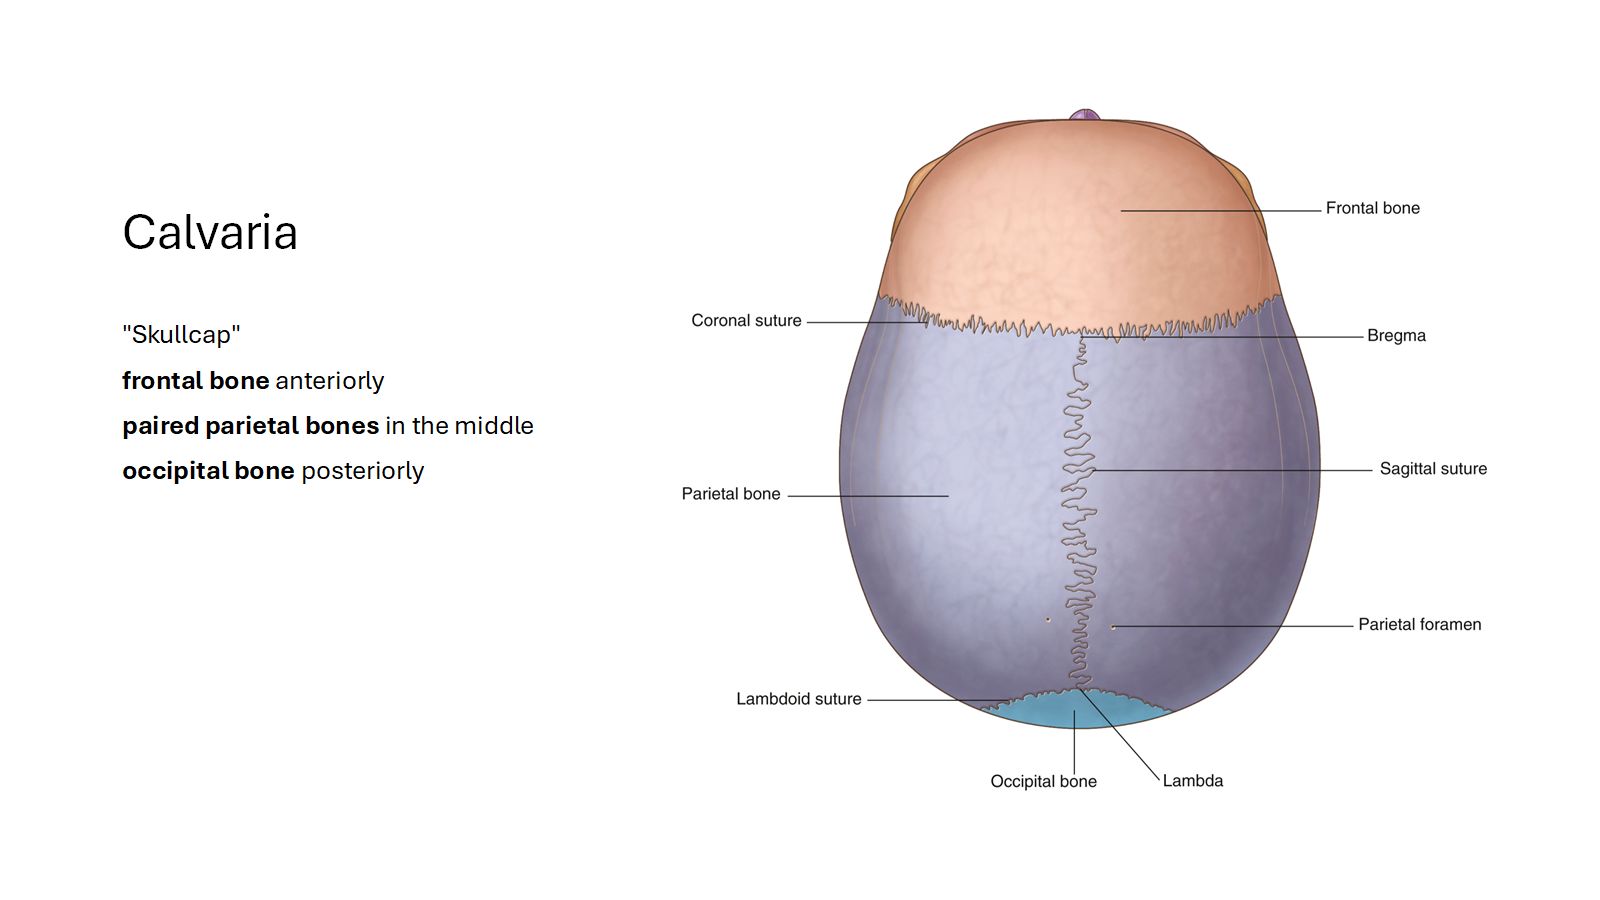 Calvaria
"Skullcap"
frontal bone anteriorly
paired parietal bones in the middle
occipital bone posteriorly
Frontal bone
Coronal suture
Bregma
Sagittal suture
Parietal bone
Parietal foramen
Lambdoid suture
Occipital bone
Lambda